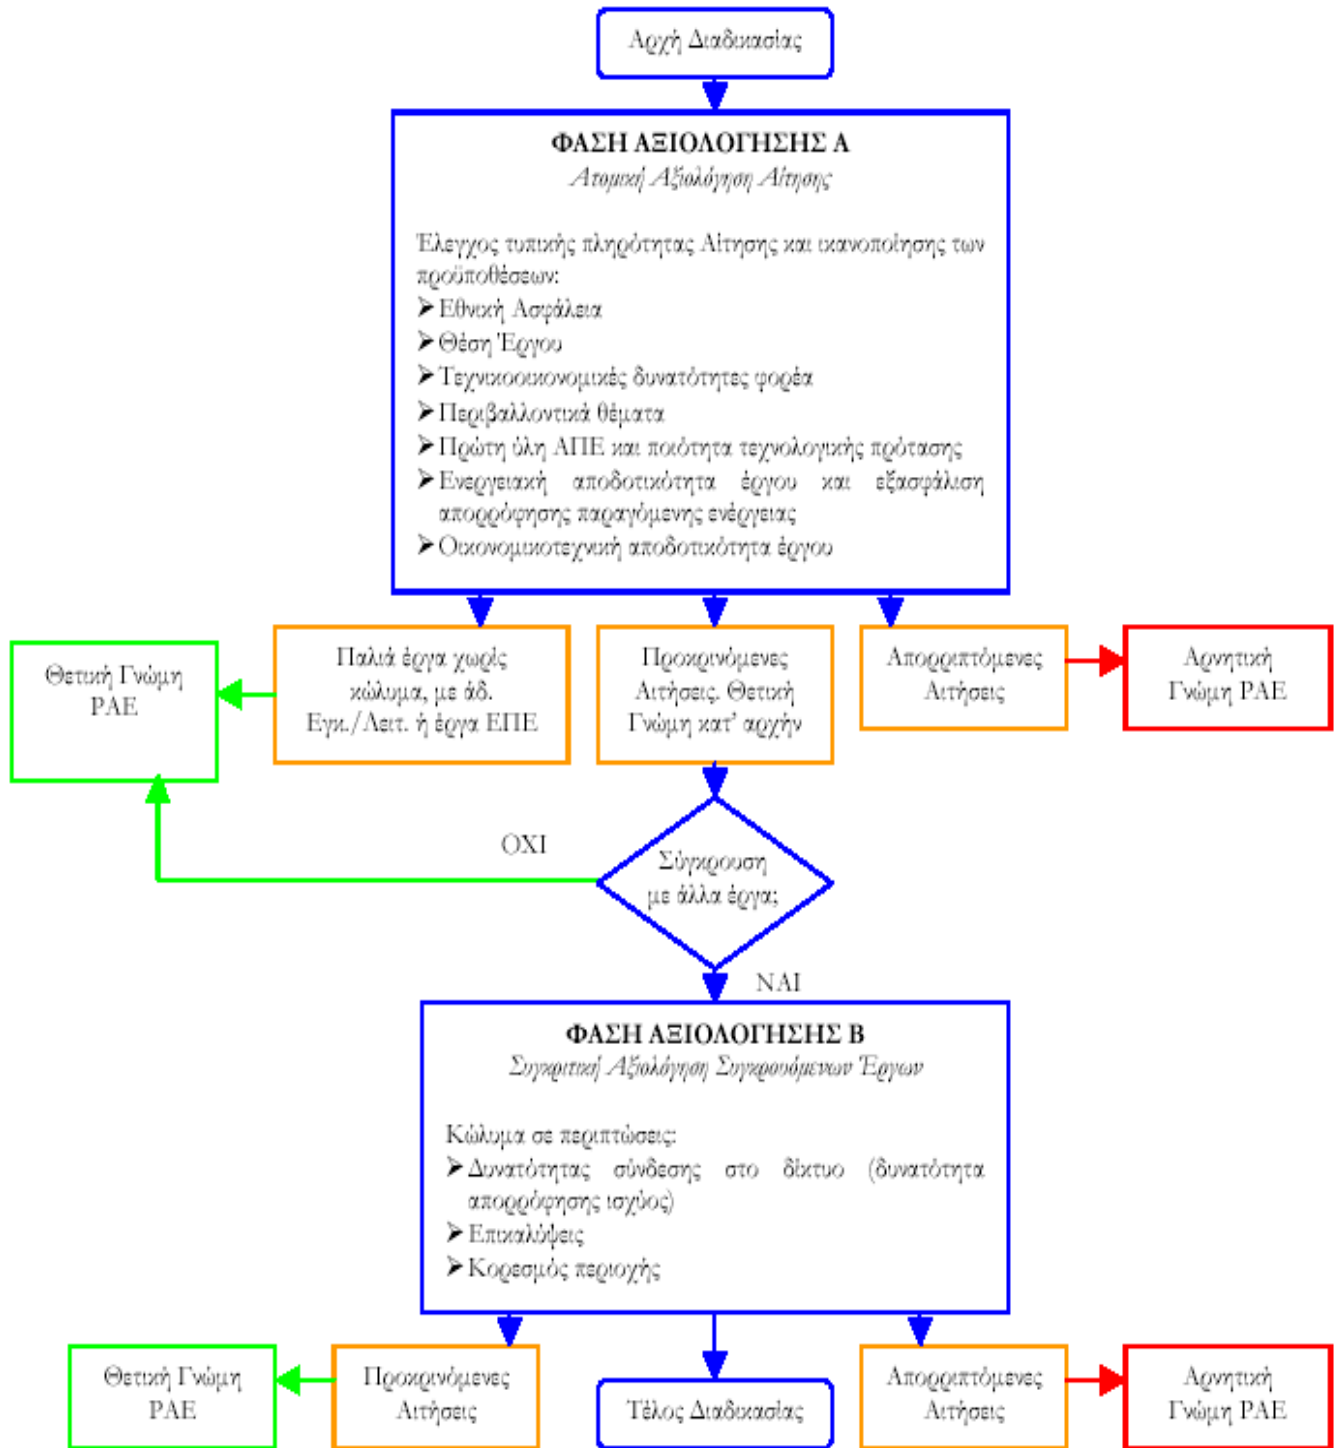 Αρχή Διαδικασίας
ΦΑΣΗ ΑΞΙΟΛΟΓΗΣΗΣ Α
Ατομική Αξιολόγηση Αίτησης
Έλεγχος τυπικής πληρότητας Αίτησης και ικανοποίησης των
προϋποθέσεων:
➤ Εθνική Ασφάλεια
➤ Θέση Έργου
➤ Τεχνικοοικονομικές δυνατότητες φορέα
➤ Περιβαλλοντικά θέματα
➤ Πρώτη ύλη ΑΠΕ και ποιότητα τεχνολογικής πρότασης
➤ Ενεργειακή αποδοτικότητα έργου και εξασφάλιση
απορρόφησης παραγόμενης ενέργειας
➤ Οικονομικοτεχνική αποδοτικότητα έργου
Θετική Γνώμη
ΡΑΕ
Παλιά έργα χωρίς
κώλυμα, με άδ.
Εγκ./Λειτ. ή έργα ΕΠΕ
Προκρινόμενες
Αιτήσεις. Θετική
Γνώμη κατ’ αρχήν
Απορριπτόμενες
Αιτήσεις
Αρνητική
Γνώμη ΡΑΕ
ΟΧΙ
Σύγκρουση
με άλλα έργα;
ΝΑΙ
ΦΑΣΗ ΑΞΙΟΛΟΓΗΣΗΣ Β
Συγκριτική Αξιολόγηση Συγκρουόμενων Έργων
Κώλυμα σε περιπτώσεις:
➤ Δυνατότητας σύνδεσης στο δίκτυο (δυνατότητα
απορρόφησης ισχύος)
➤ Επικαλύψεις
➤ Κορεσμός περιοχής
Θετική Γνώμη
ΡΑΕ
Προκρινόμενες
Αιτήσεις
Τέλος Διαδικασίας
Απορριπτόμενες
Αιτήσεις
Αρνητική
Γνώμη ΡΑΕ